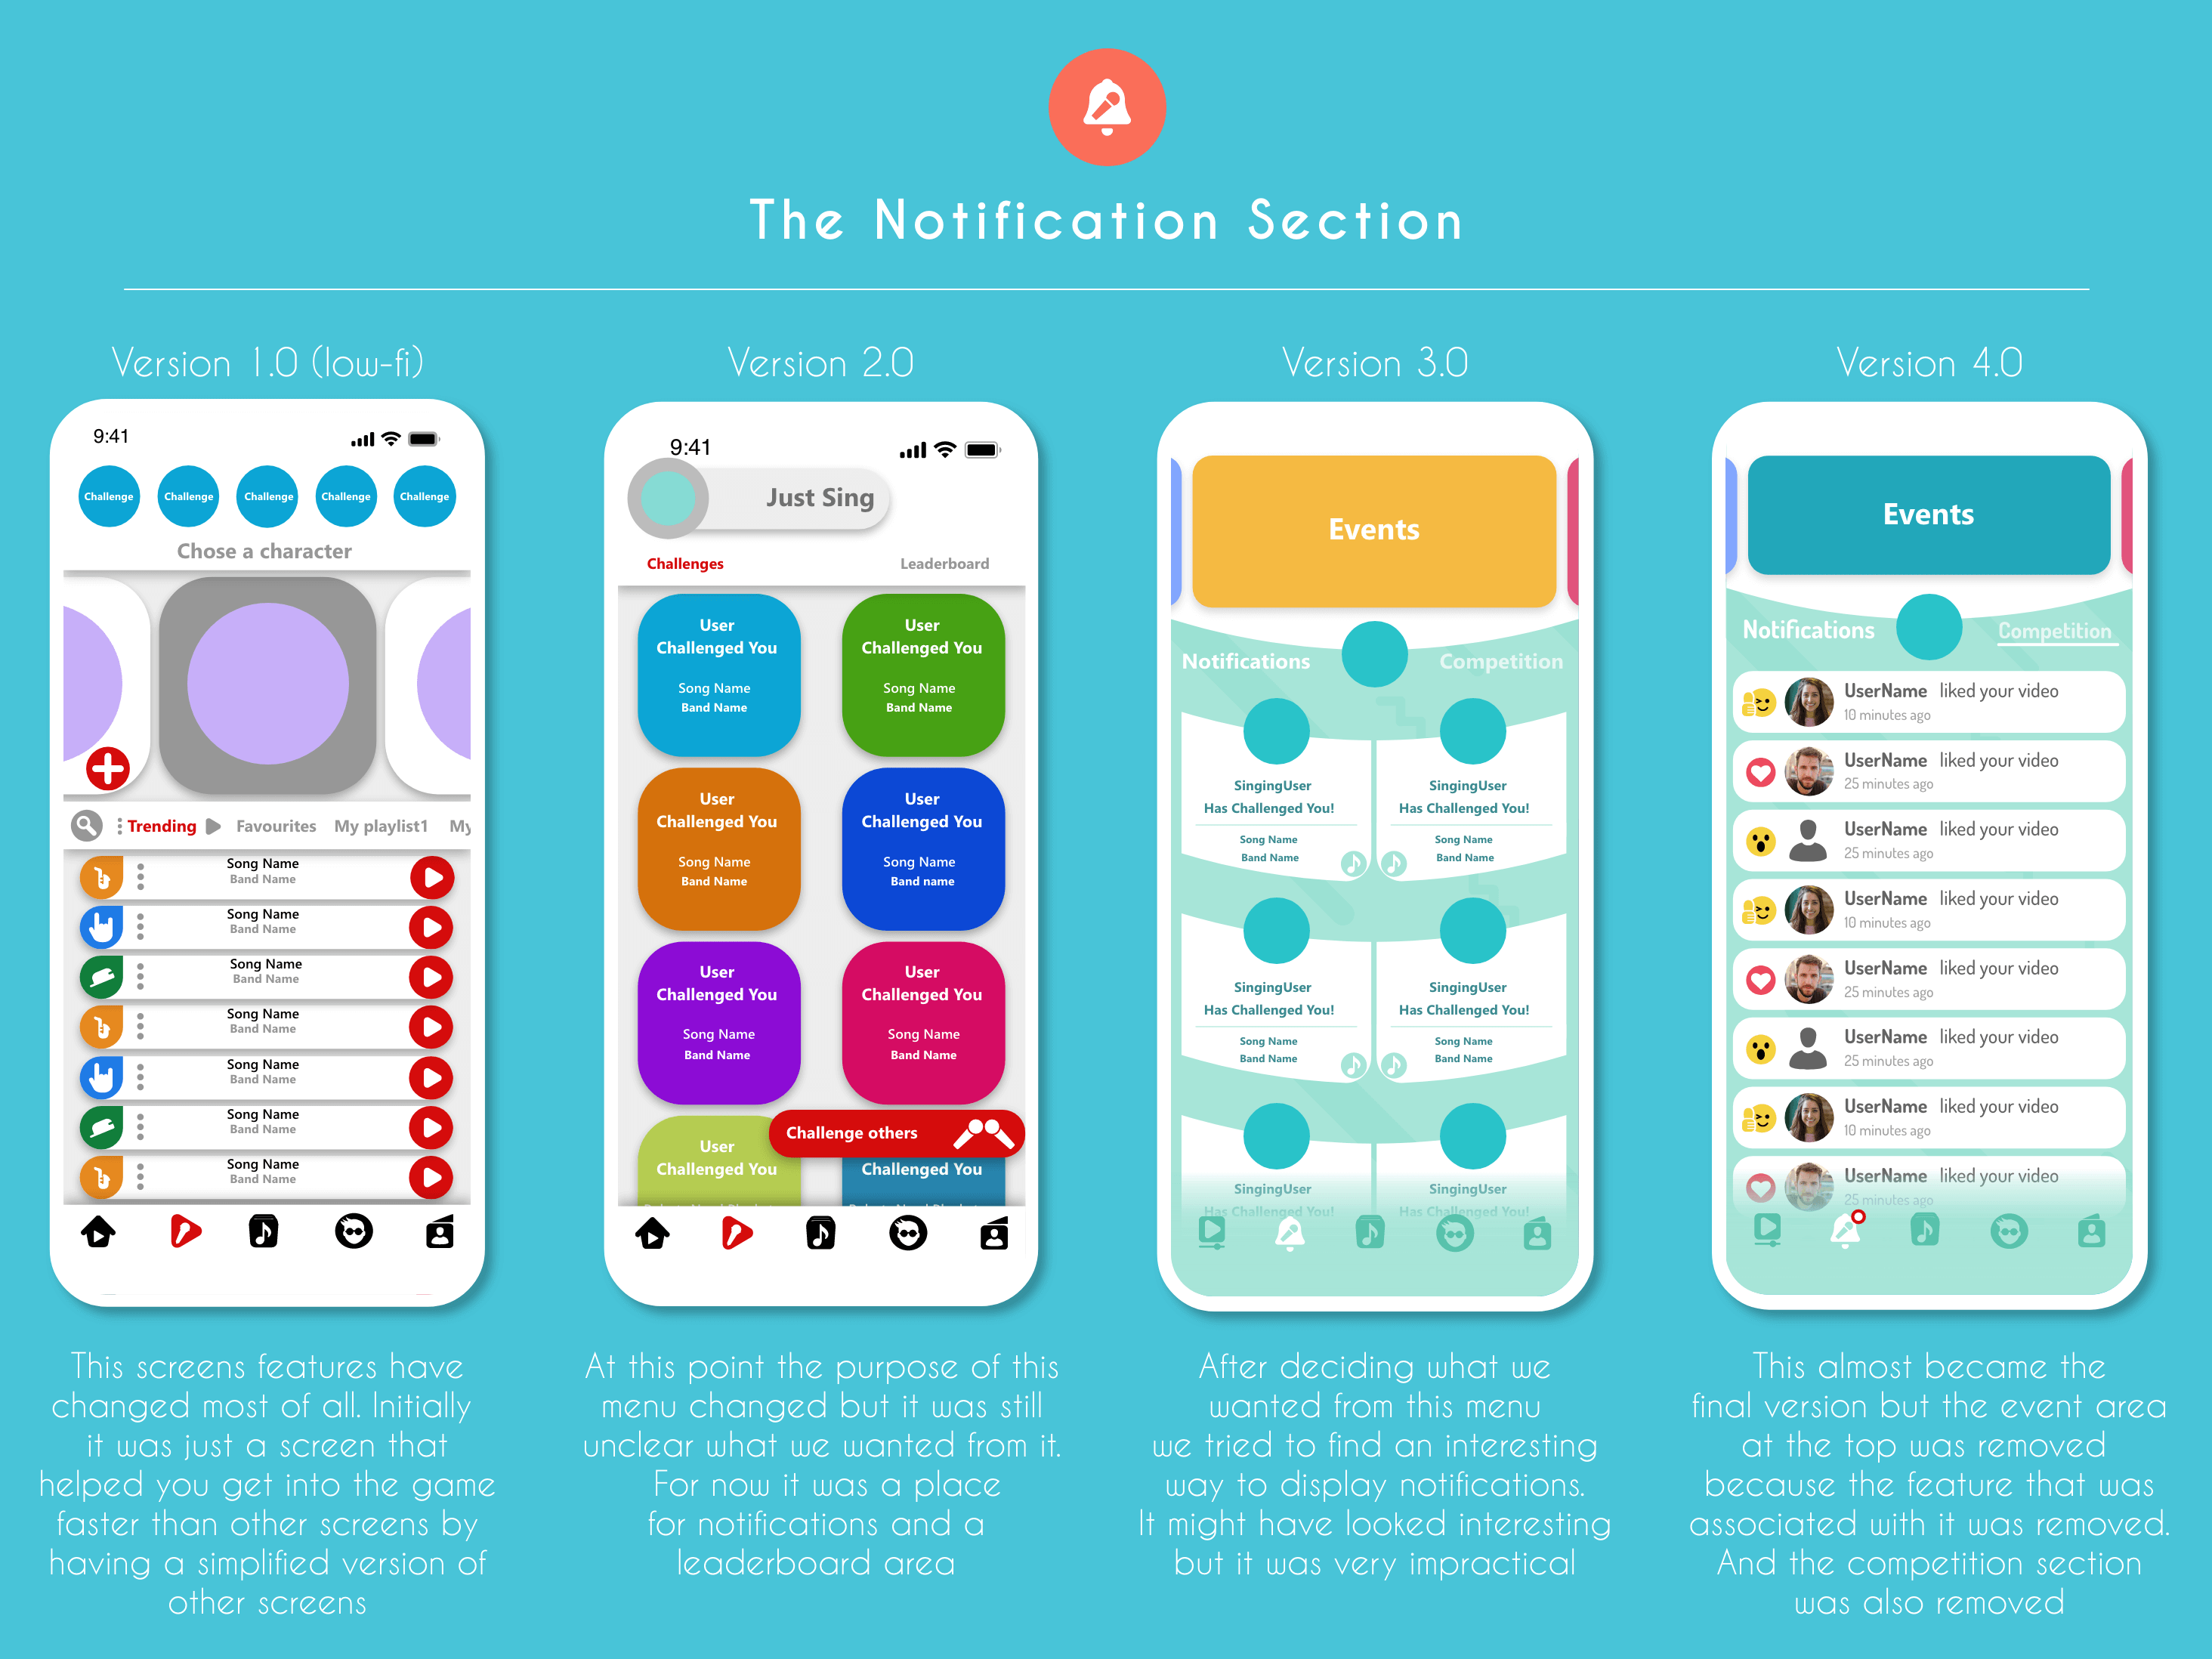 The Notification Section
Version 1.0 (low-fi)
9:41
Challenge
Challenge
Challenge
Challenge
Challenge
Chose a character
Trending
Favourites
My playlist1
My
Song Name
Band Name
Song Name
Band Name
Song Name
Band Name
Song Name
Band Name
Song Name
Band Name
Song Name
Band Name
Song Name
Band Name
This screens features have
changed most of all. Initially
it was just a screen that
helped you get into the game
faster than other screens by
having a simplified version of
other screens
Version 2.0
9:41
Just Sing
Challenges
Leaderboard
User
Challenged You
Song Name
Band Name
User
Challenged You
Song Name
Band Name
User
Challenged You
Song Name
Band Name
User
Challenged You
Song Name
Band name
User
Challenged You
Song Name
Band Name
User
Challenged You
Song Name
Band Name
User
Challenged You
Challenge others
Challenged You
At this point the purpose of this
menu changed but it was still
unclear what we wanted from it.
For now it was a place
for notifications and a
leaderboard area
Version 3.0
Events
Notifications
Competition
SingingUser
Has Challenged You!
Song Name
Band Name
SingingUser
Has Challenged You!
Song Name
Band Name
SingingUser
Has Challenged You!
Song Name
Band Name
SingingUser
Has Challenged You!
Song Name
Band Name
SingingUser
Has Challenged You!
SingingUser
Has Challenged You!
After deciding what we
wanted from this menu
we tried to find an interesting
way to display notifications.
It might have looked interesting
but it was very impractical
Version 4.0
Events
Notifications
Competition
UserName liked your video
10 minutes ago
UserName liked your video
25 minutes ago
UserName liked your video
25 minutes ago
UserName liked your video
10 minutes ago
UserName liked your video
25 minutes ago
UserName liked your video
25 minutes ago
UserName liked your video
10 minutes ago
UserName liked your video
25 minutes ago
This almost became the
final version but the event area
at the top was removed
because the feature that was
associated with it was removed.
And the competition section
was also removed